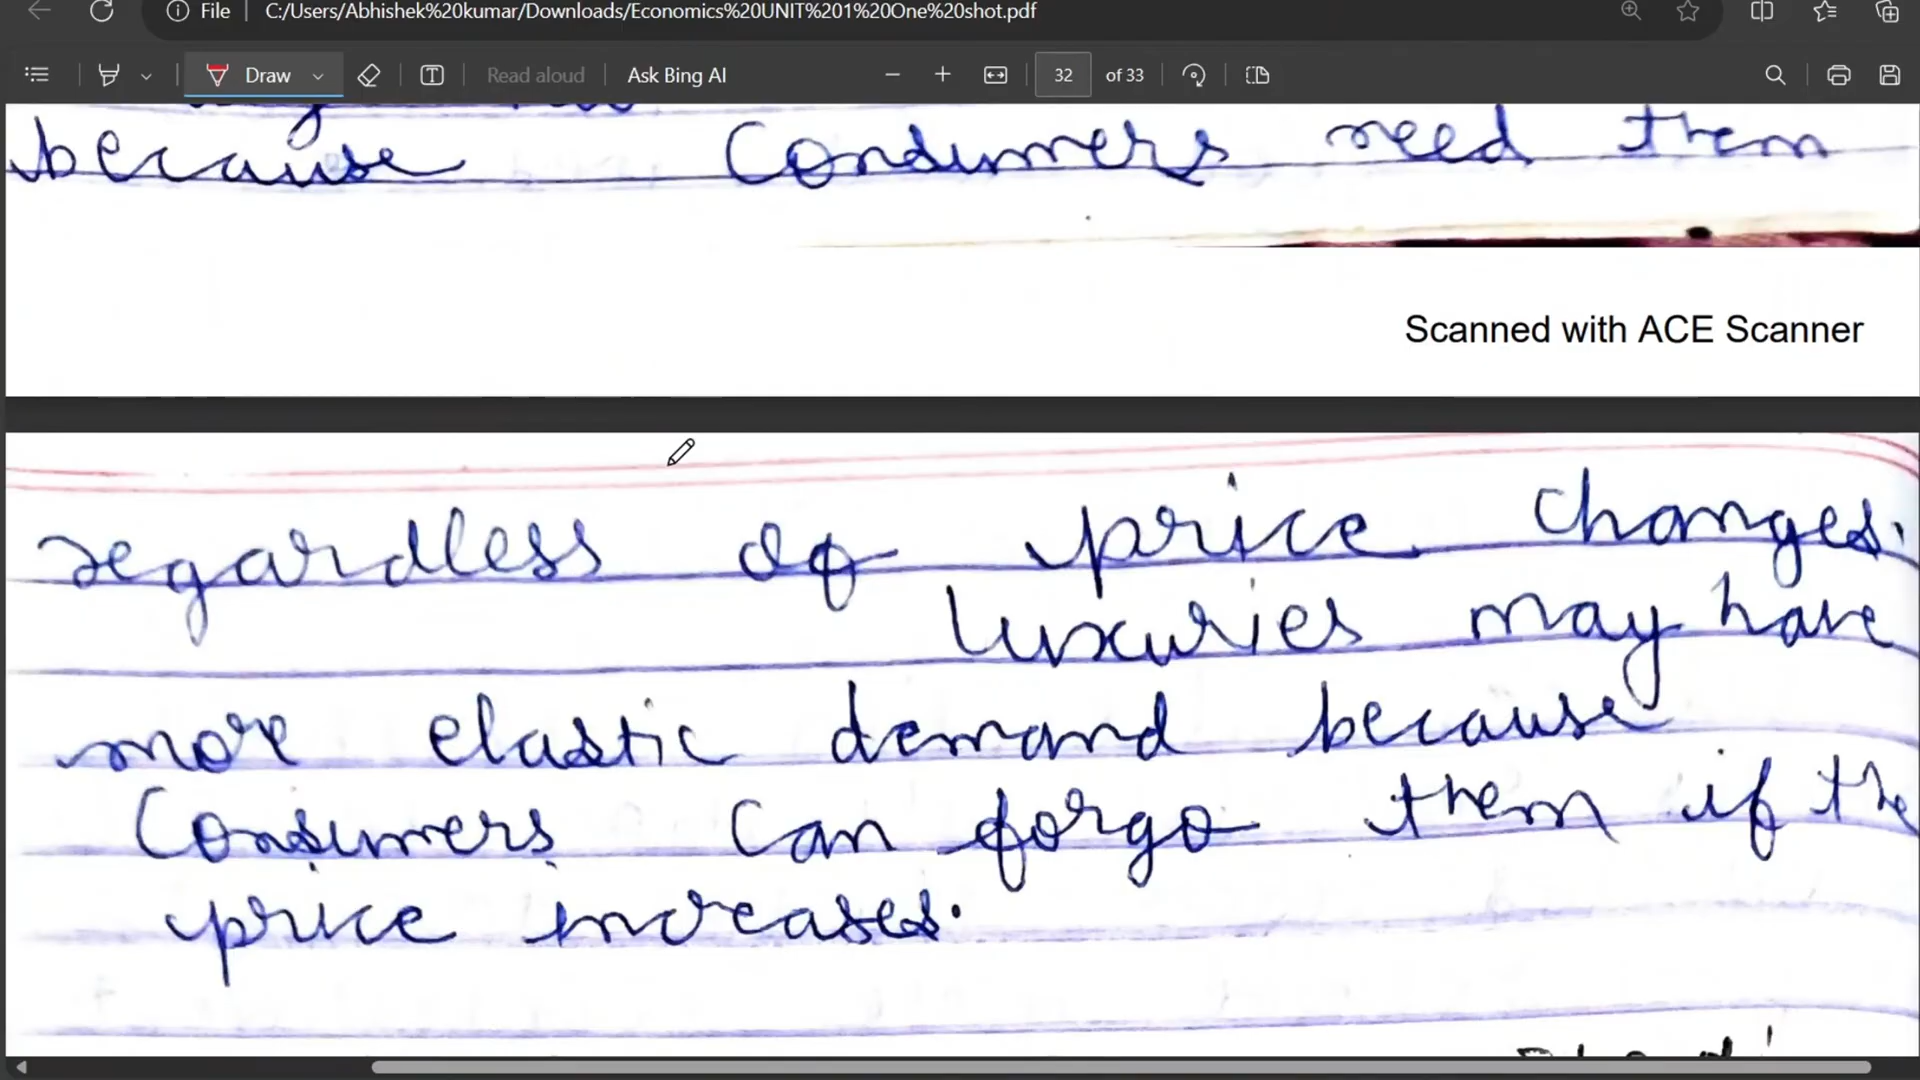 File C:/Users/Abhishek%20kumar/Downloads/Economics%20UNIT%201%20One%20shot.pdf
Draw Read aloud Ask Bing AI 32 of 33
because Consumers need them
Scanned with ACE Scanner
regardless of price changes.
Luxuries may have
more elastic demand because
Consumers can forgo them if the
price increases.